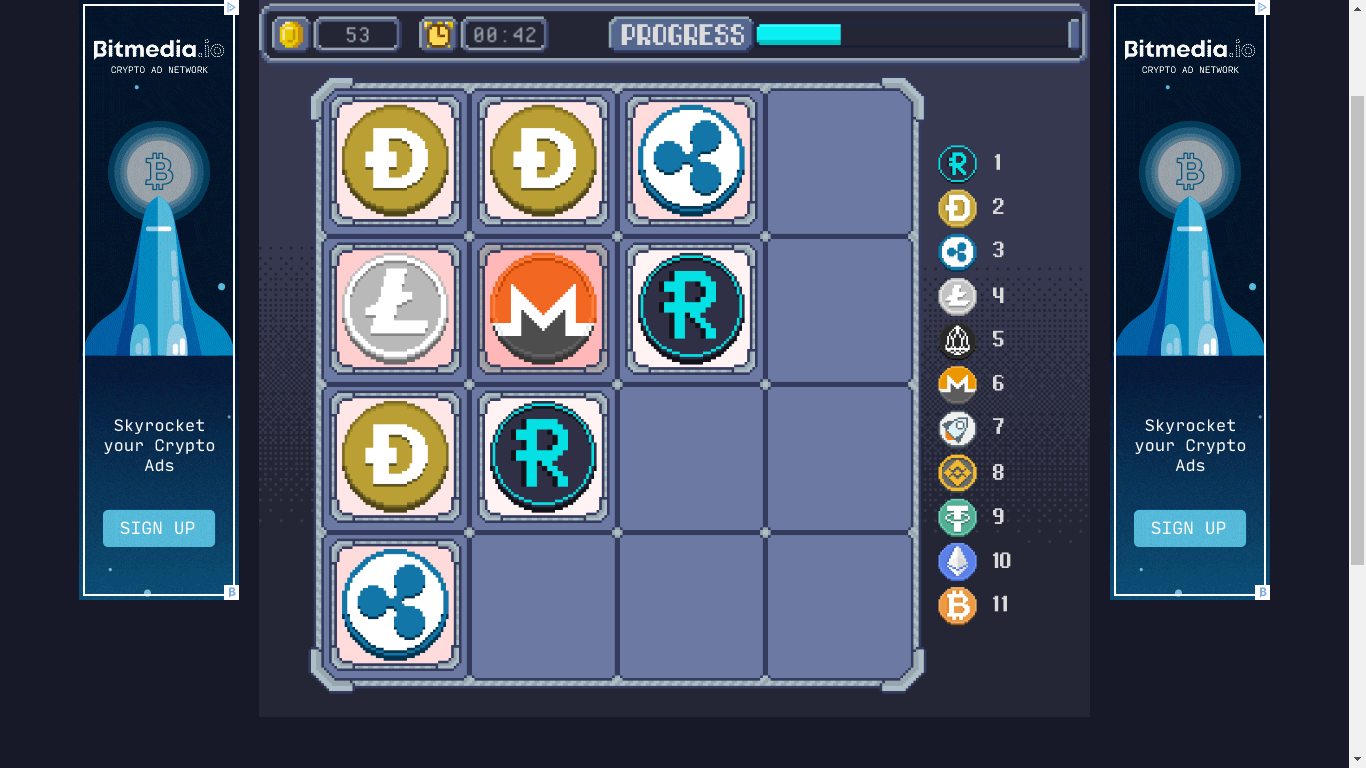 Bitmedia.io
CRYPTO AD NETWORK
Skyrocket
your Crypto
Ads
SIGN UP
53
00:42
PROGRESS
1
2
3
4
5
6
7
8
9
10
11
Bitmedia.io
CRYPTO AD NETWORK
Skyrocket
your Crypto
Ads
SIGN UP